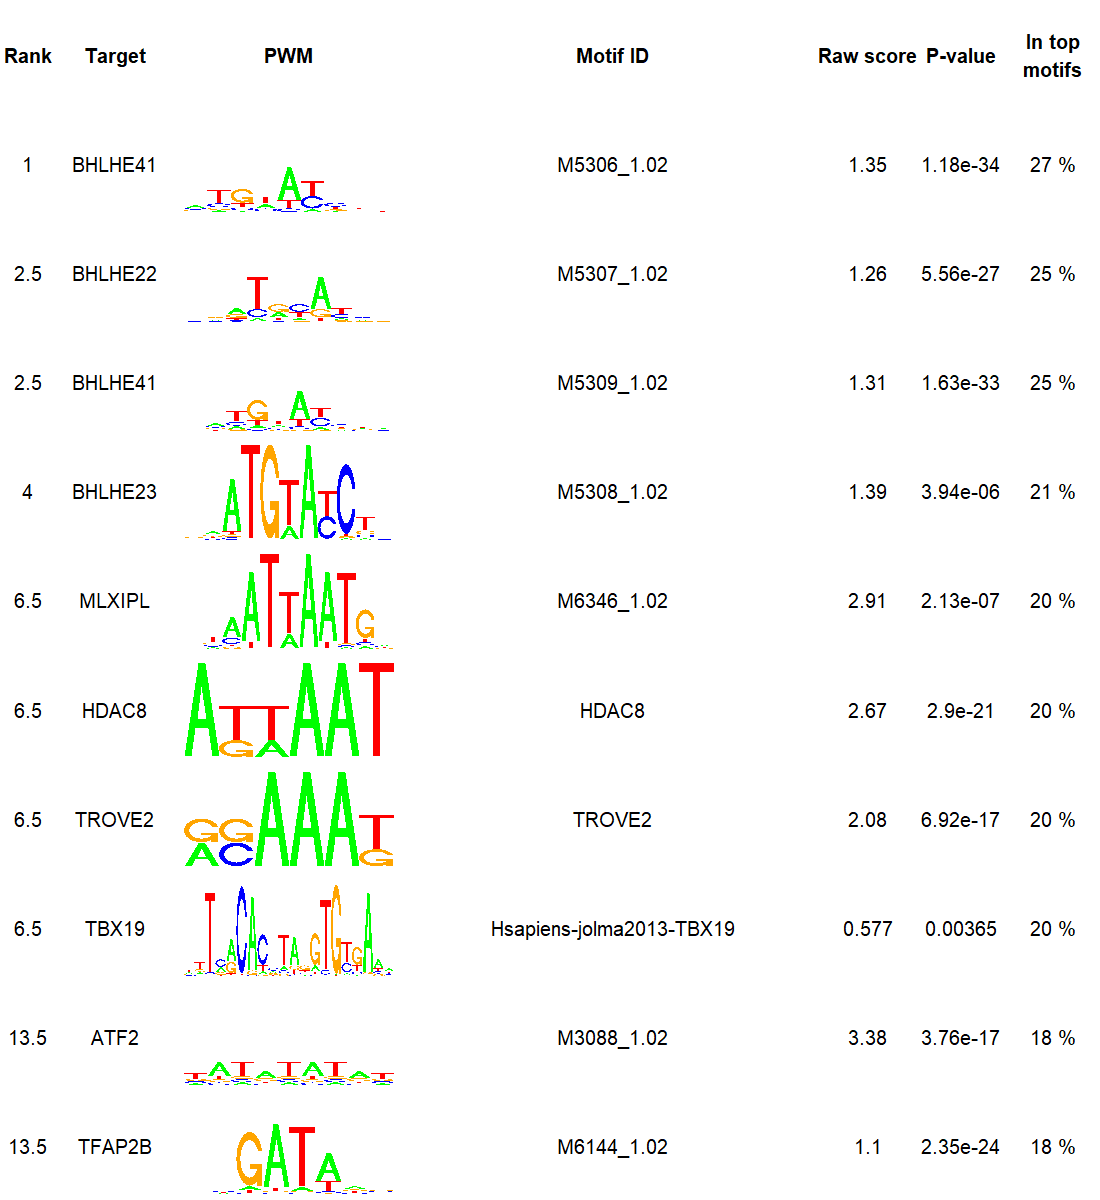 Rank Target PWM Motif ID Raw score P-value In top motifs
1 BHLHE41 M5306_1.02 1.35 1.18e-34 27 %
2.5 BHLHE22 M5307_1.02 1.26 5.56e-27 25 %
2.5 BHLHE41 M5309_1.02 1.31 1.63e-33 25 %
4 BHLHE23 M5308_1.02 1.39 3.94e-06 21 %
6.5 MLXIPL M6346_1.02 2.91 2.13e-07 20 %
6.5 HDAC8 HDAC8 2.67 2.9e-21 20 %
6.5 TROVE2 TROVE2 2.08 6.92e-17 20 %
6.5 TBX19 Hsapiens-jolma2013-TBX19 0.577 0.00365 20 %
13.5 ATF2 M3088_1.02 3.38 3.76e-17 18 %
13.5 TFAP2B M6144_1.02 1.1 2.35e-24 18 %